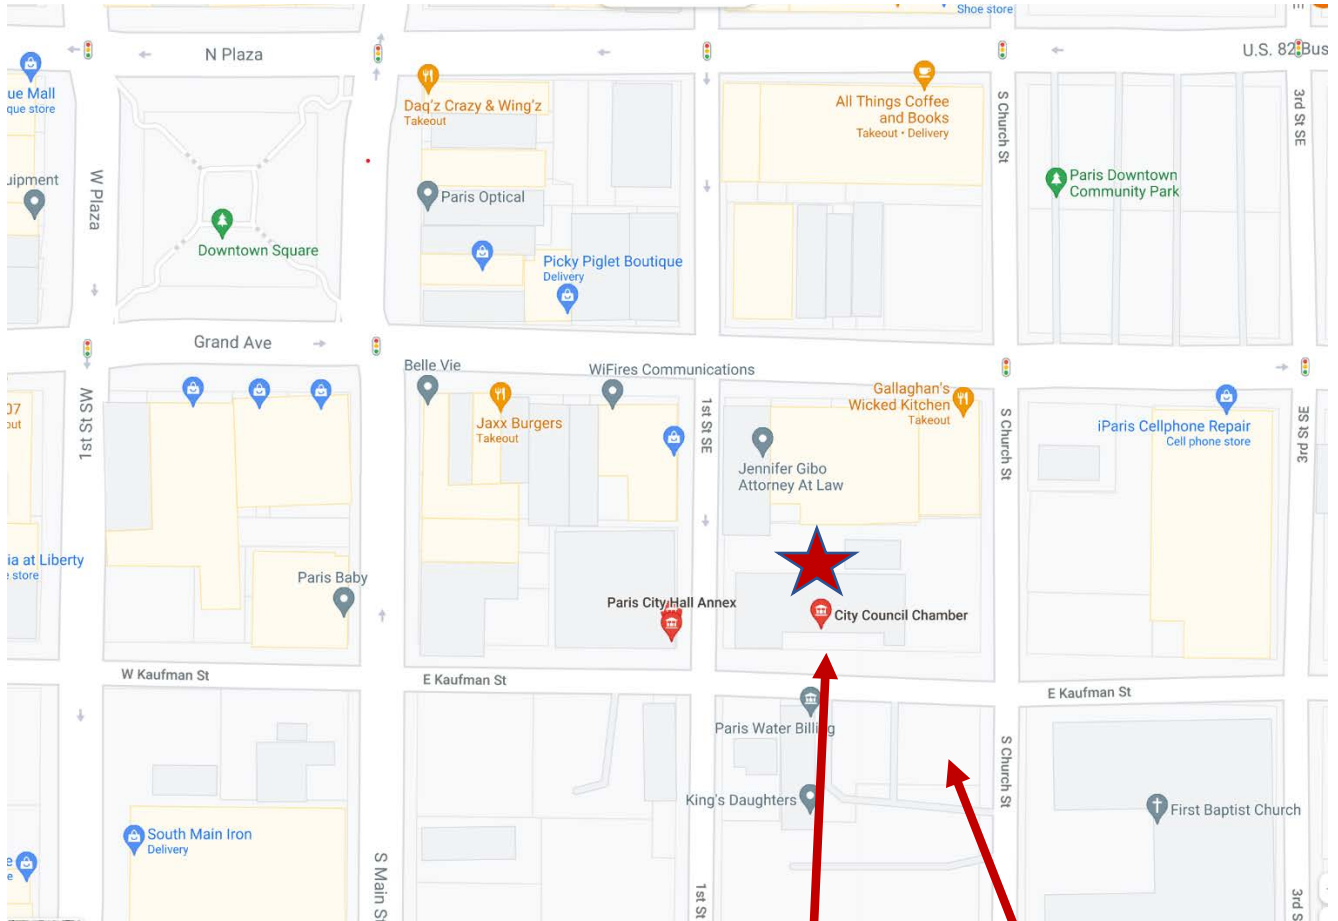 Shoe store
N Plaza
U.S. 82 Bus
ue Mall
que store
Daq'z Crazy & Wing'z
Takeout
All Things Coffee
and Books
Takeout • Delivery
S Church St
3rd St SE
uipment
W Plaza
Paris Optical
Paris Downtown
Community Park
Downtown Square
Picky Piglet Boutique
Delivery
Grand Ave
Belle Vie
WiFires Communications
Gallaghan's
Wicked Kitchen
Takeout
07
out
1st St SW
Jaxx Burgers
Takeout
1st St SE
S Church St
iParis Cellphone Repair
Cell phone store
3rd St SE
Jennifer Gibo
Attorney At Law
ia at Liberty
e store
Paris Baby
Paris City Hall Annex
City Council Chamber
W Kaufman St
E Kaufman St
E Kaufman St
Paris Water Billing
S Church St
King's Daughters
First Baptist Church
South Main Iron
Delivery
e
e
S Main St
1st St
3rd S